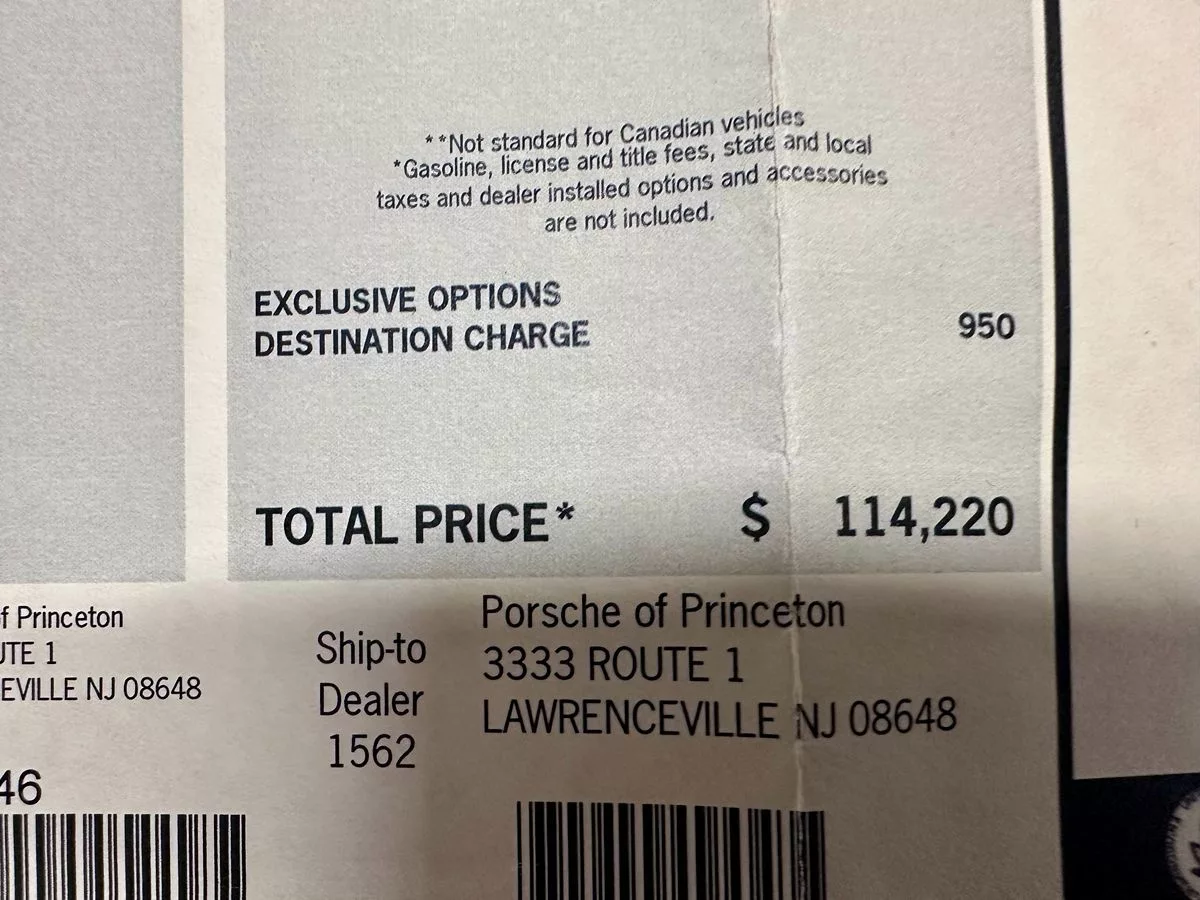 **Not standard for Canadian vehicles
*Gasoline, license and title fees, state and local
taxes and dealer installed options and accessories
are not included.
EXCLUSIVE OPTIONS
DESTINATION CHARGE 950
TOTAL PRICE* $ 114,220
f Princeton
UTE 1
EVILLE NJ 08648
46
Ship-to
Dealer
1562
Porsche of Princeton
3333 ROUTE 1
LAWRENCEVILLE NJ 08648